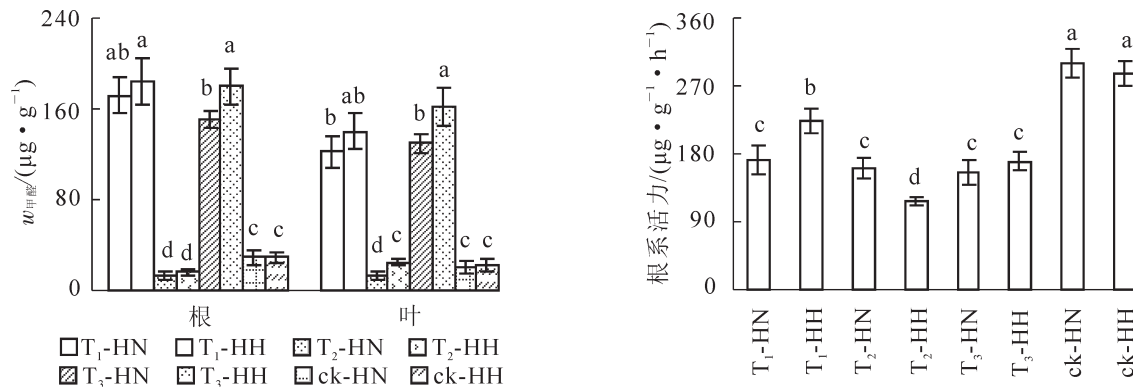 240
160
80
0
w甲醛/(μg•g⁻¹)
ab
a
d
d
b
a
c
c
b
ab
d
c
b
a
c
c
根
叶
T₁-HN T₁-HH T₂-HN T₂-HH
T₃-HN T₃-HH ck-HN ck-HH
360
270
180
90
0
根系活力/(μg•g⁻¹•h⁻¹)
c
b
c
d
c
c
a
a
T₁-HN
T₁-HH
T₂-HN
T₂-HH
T₃-HN
T₃-HH
ck-HN
ck-HH